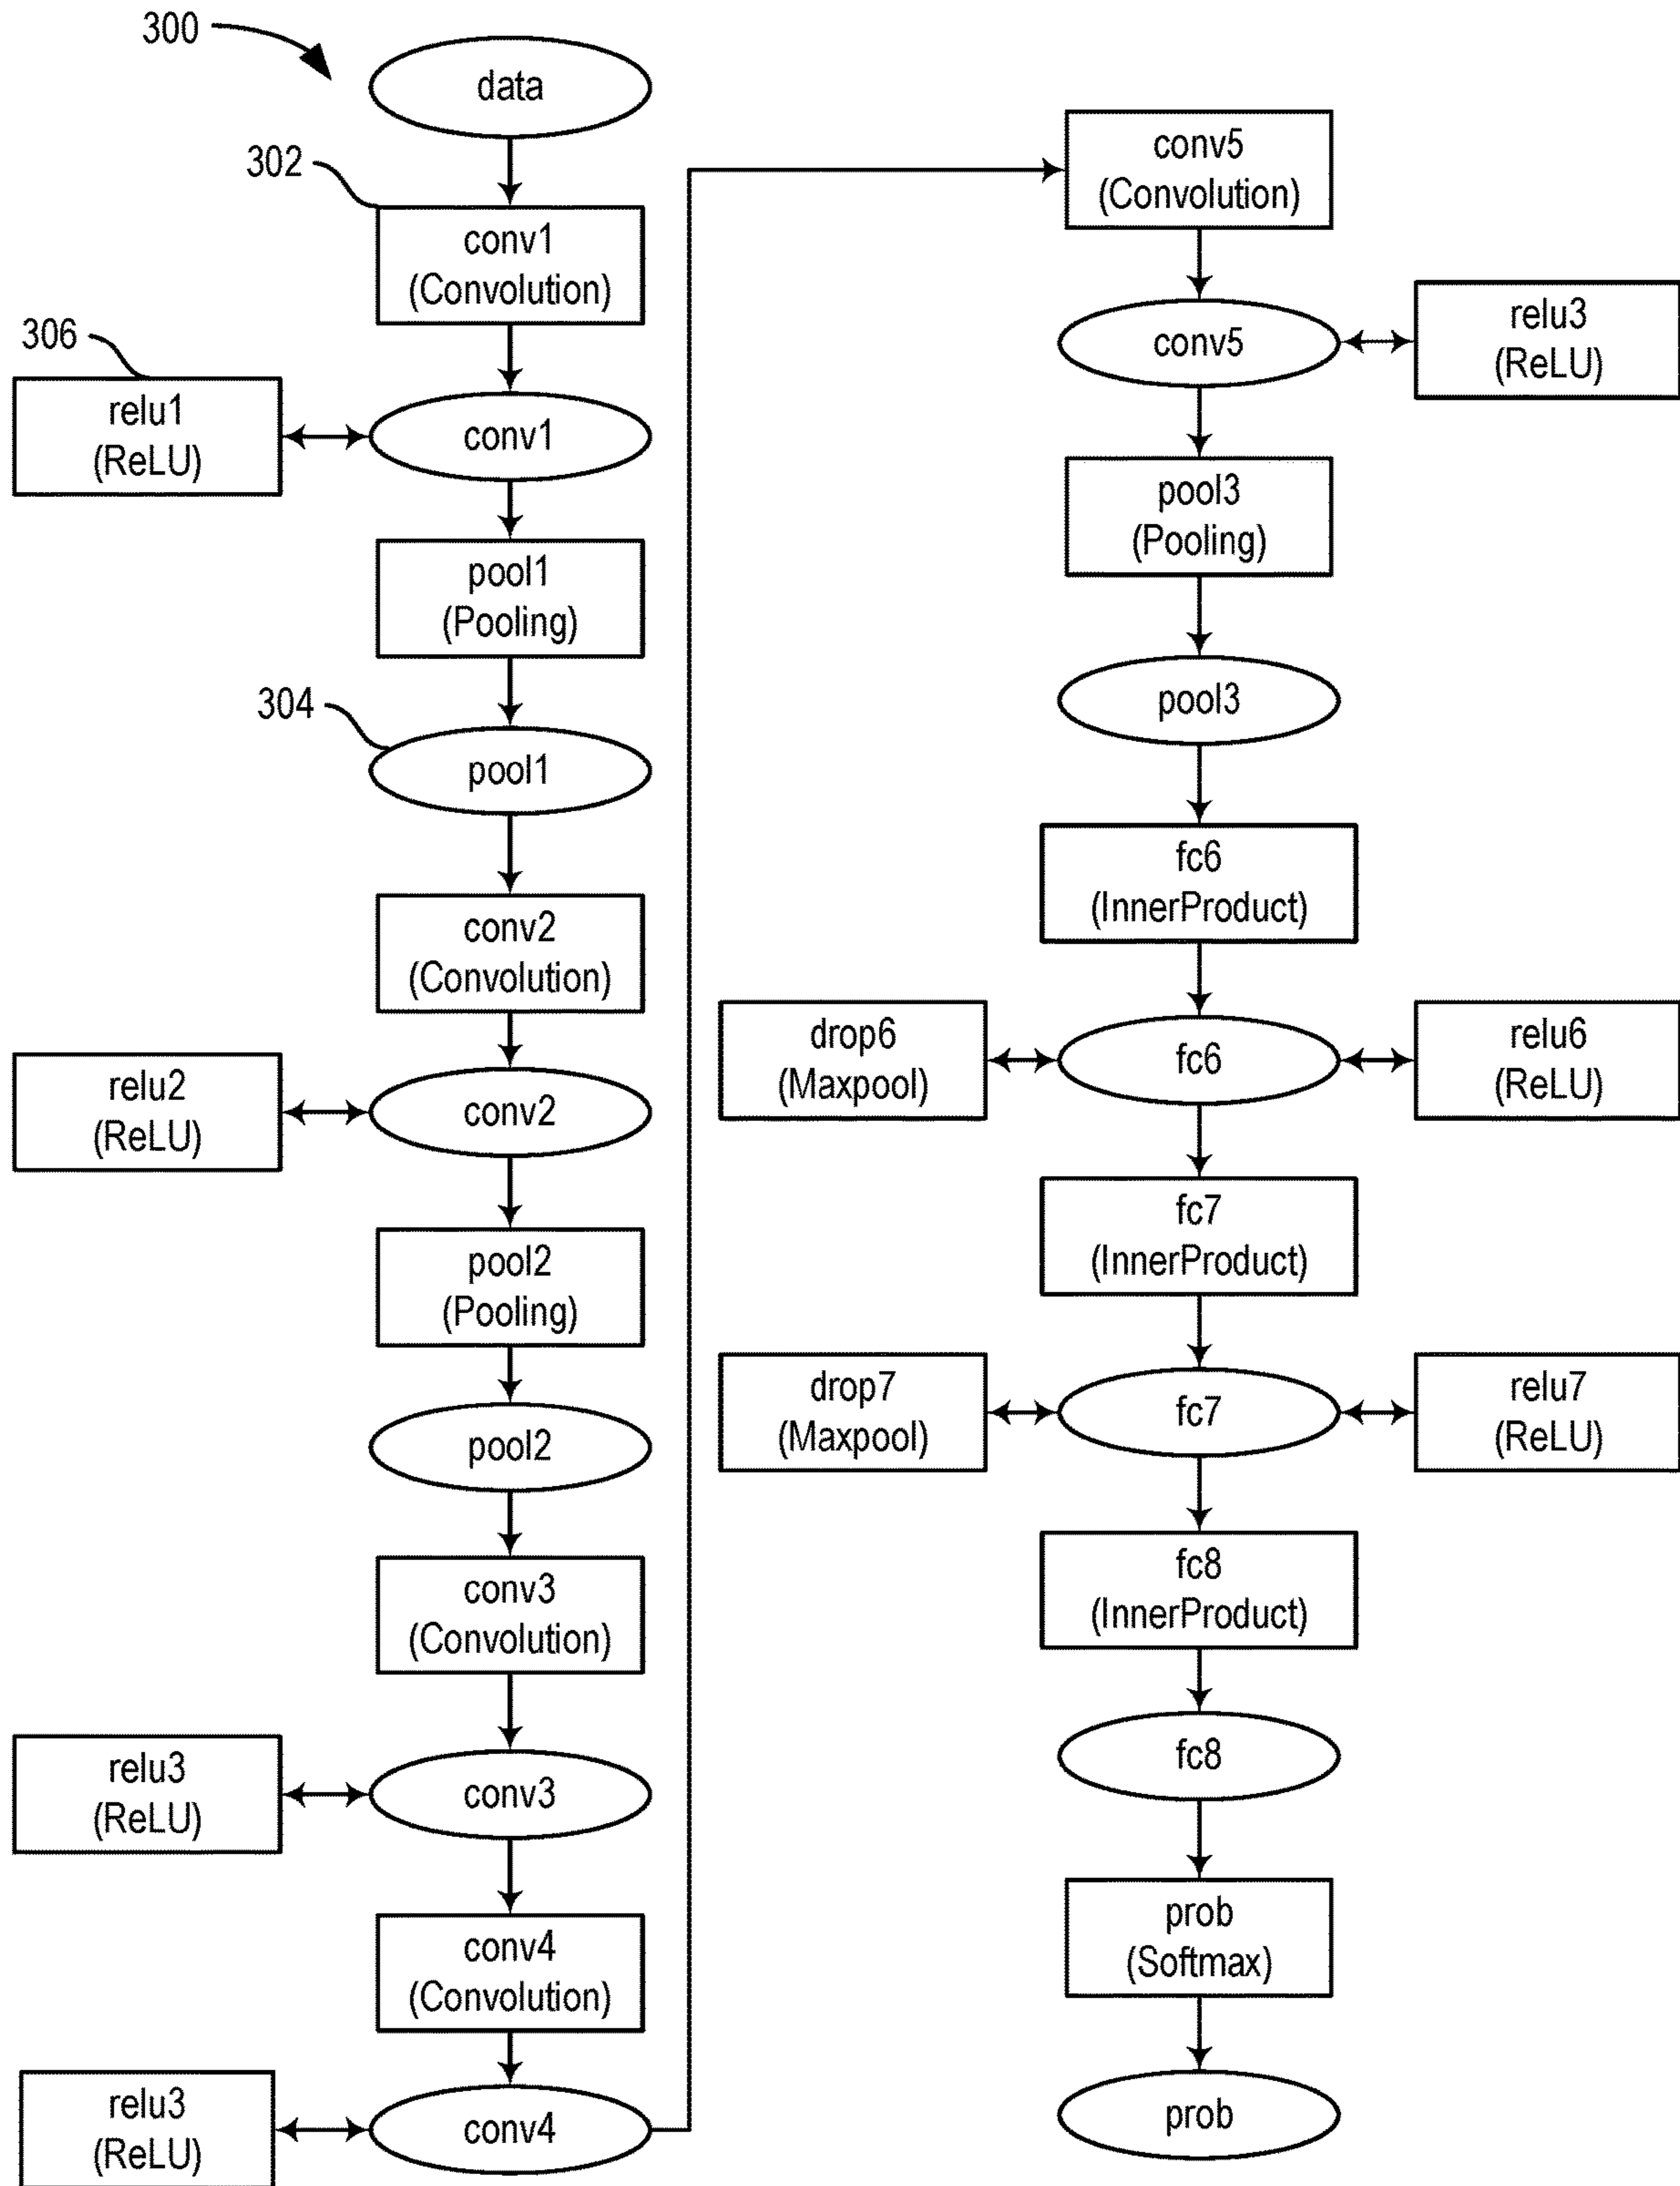 300
data
302
conv1
(Convolution)
306
relu1
(ReLU)
conv1
pool1
(Pooling)
304
pool1
conv2
(Convolution)
relu2
(ReLU)
conv2
pool2
(Pooling)
pool2
conv3
(Convolution)
relu3
(ReLU)
conv3
conv4
(Convolution)
relu3
(ReLU)
conv4
conv5
(Convolution)
conv5
relu3
(ReLU)
pool3
(Pooling)
pool3
fc6
(InnerProduct)
drop6
(Maxpool)
fc6
relu6
(ReLU)
fc7
(InnerProduct)
drop7
(Maxpool)
fc7
relu7
(ReLU)
fc8
(InnerProduct)
fc8
prob
(Softmax)
prob